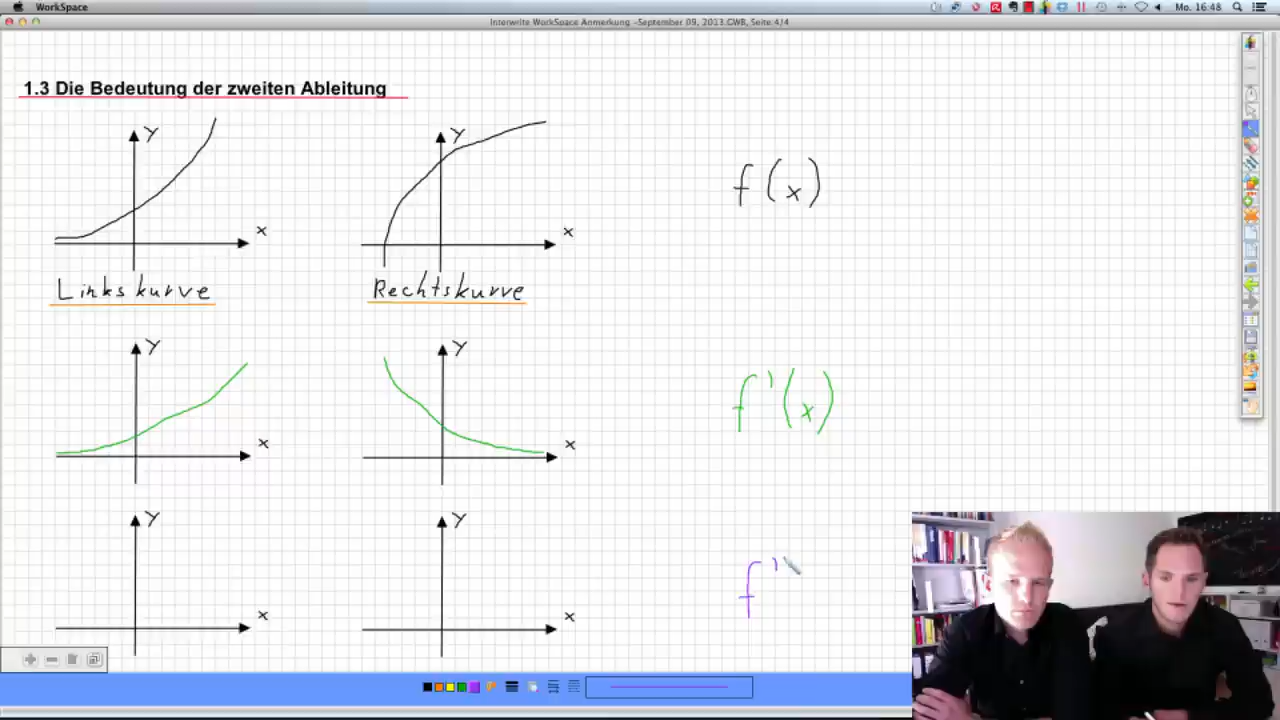 WorkSpace
Mo. 16:48
Interwrite WorkSpace Anmerkung -September 09, 2013.GWB, Seite:4/4
1.3 Die Bedeutung der zweiten Ableitung
y y
x x
f(x)
Linkskurve Rechtskurve
y y
x x
f'(x)
y y
x x
f'